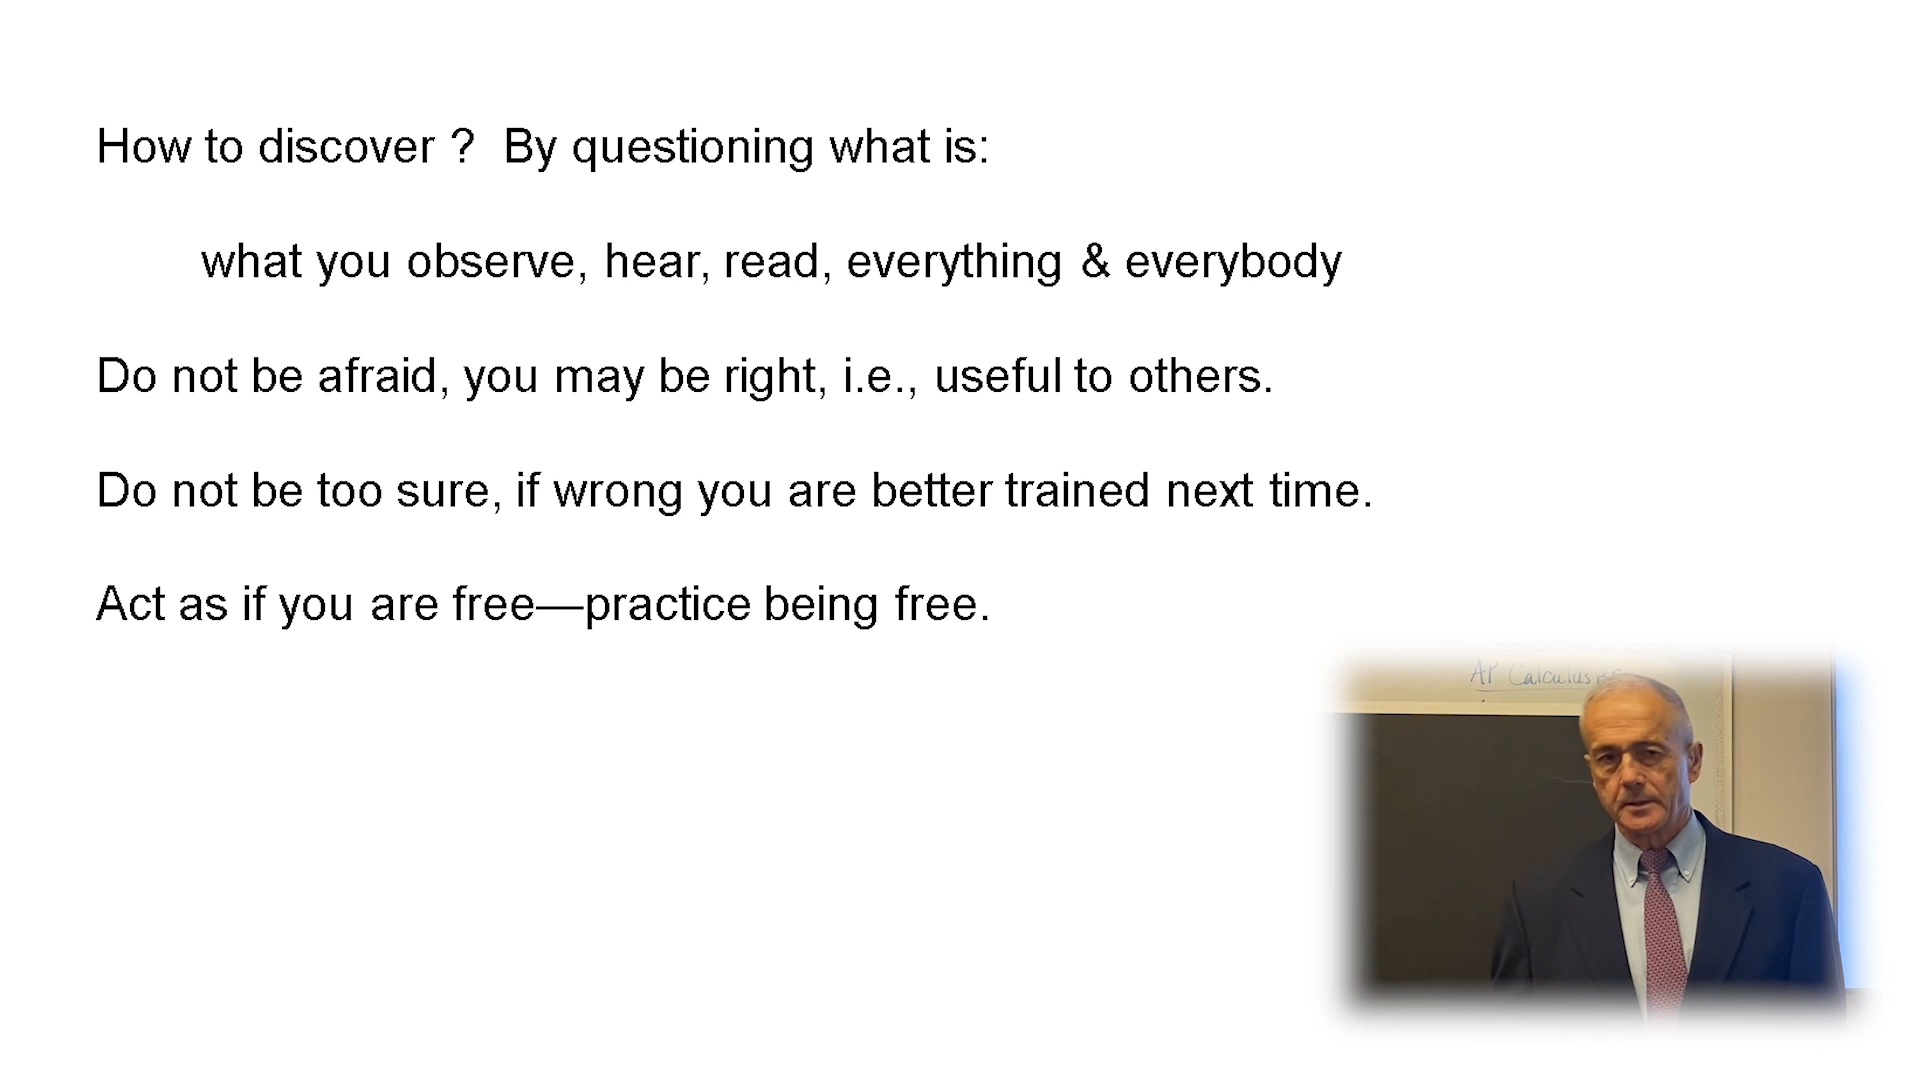 How to discover ? By questioning what is:
what you observe, hear, read, everything & everybody
Do not be afraid, you may be right, i.e., useful to others.
Do not be too sure, if wrong you are better trained next time.
Act as if you are free—practice being free.
AP Calculus